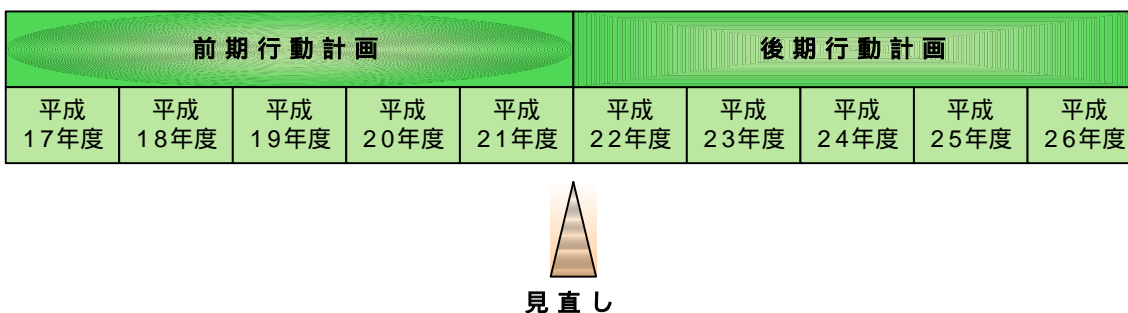 前期行動計画 後期行動計画
平成 平成 平成 平成 平成 平成 平成 平成 平成 平成
17年度 18年度 19年度 20年度 21年度 22年度 23年度 24年度 25年度 26年度
見直し